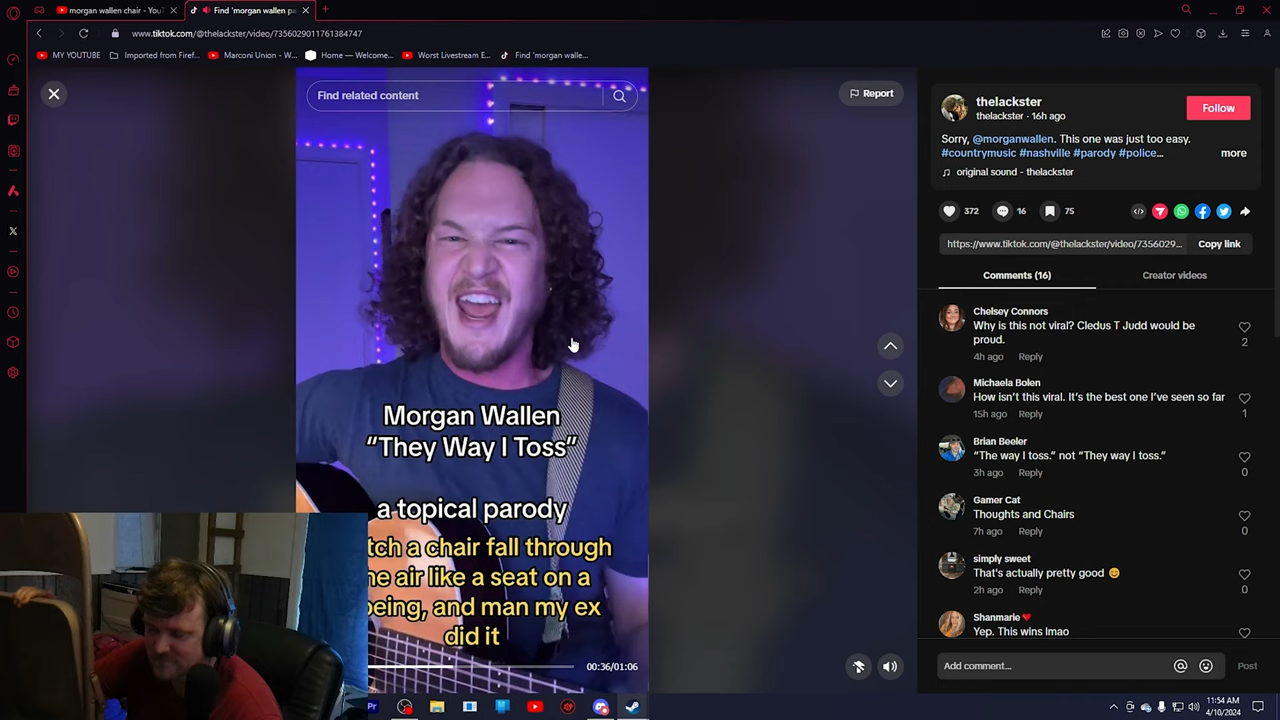 morgan wallen chair - YouT
Find 'morgan wallen pa
www.tiktok.com/@thelackster/video/7356029011761384747
MY YOUTUBE
Imported from Firef...
Marconi Union - W...
Home — Welcome...
Worst Livestream E...
Find 'morgan walle...
Find related content
Report
thelackster
thelackster · 16h ago
Follow
Sorry, @morganwallen. This one was just too easy.
#countrymusic #nashville #parody #police...
more
original sound - thelackster
372
16
75
https://www.tiktok.com/@thelackster/video/7356029...
Copy link
Comments (16)
Creator videos
Chelsey Connors
Why is this not viral? Cledus T Judd would be
proud.
4h ago
Reply
2
Michaela Bolen
How isn't this viral. It's the best one I've seen so far
15h ago
Reply
1
Brian Beeler
“The way I toss.” not “They way I toss.”
3h ago
Reply
0
Gamer Cat
Thoughts and Chairs
7h ago
Reply
0
simply sweet
That's actually pretty good 😊
2h ago
Reply
0
Shanmarie❤️
Yep. This wins lmao
Add comment...
Post
Morgan Wallen
“They Way I Toss”
a topical parody
tch a chair fall through
he air like a seat on a
being, and man my ex
did it
00:36/01:06
Pr
11:54 AM
4/10/2024